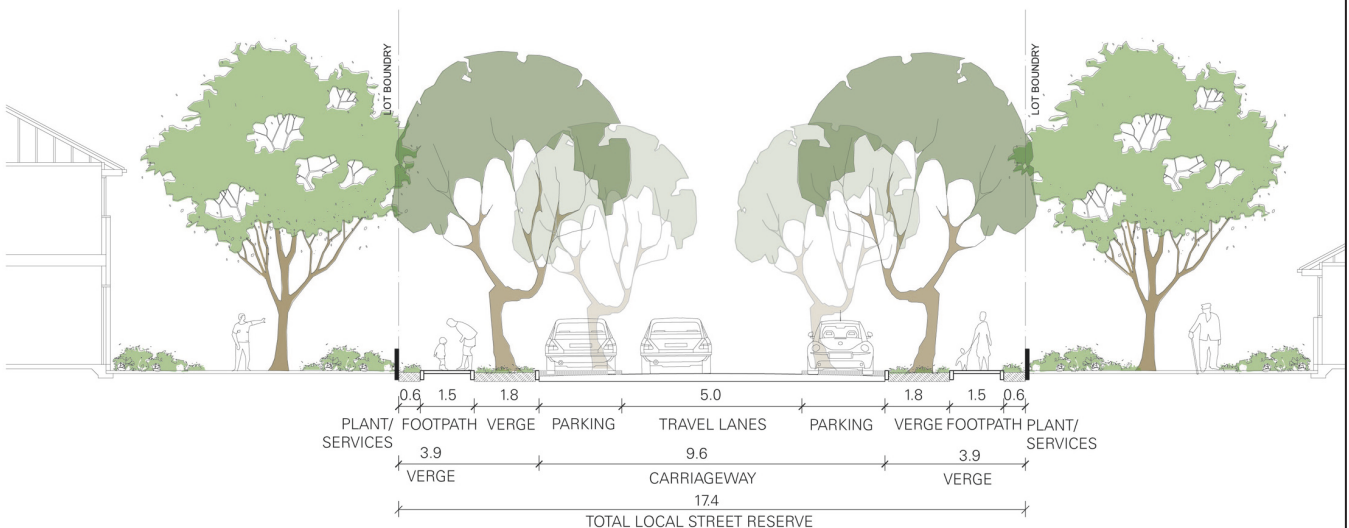 LOT BOUNDRY
LOT BOUNDRY
0.6 1.5 1.8 5.0 1.8 1.5 0.6
PLANT/ FOOTPATH VERGE PARKING TRAVEL LANES PARKING VERGE FOOTPATH PLANT/
SERVICES SERVICES
3.9 9.6 3.9
VERGE CARRIAGEWAY VERGE
17.4
TOTAL LOCAL STREET RESERVE